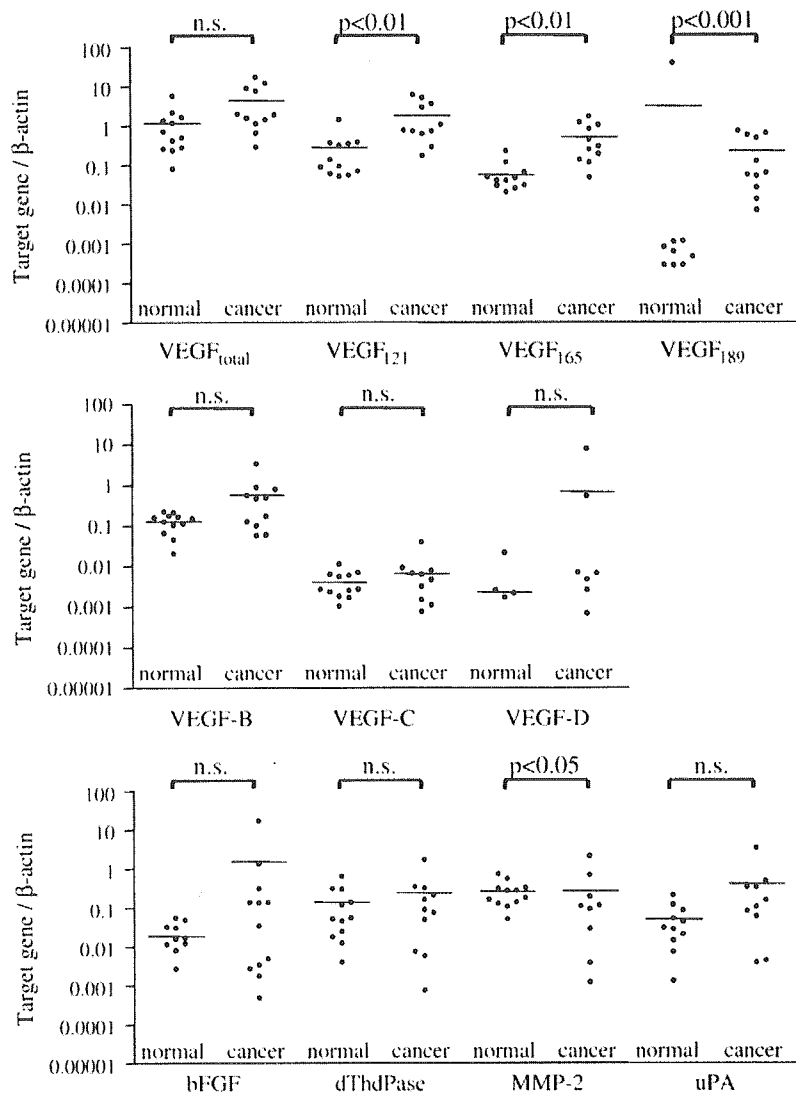 n.s. p<0.01 p<0.01 p<0.001
Target gene / β-actin
100
10
1
0.1
0.01
0.001
0.0001
0.00001
normal cancer normal cancer normal cancer normal cancer
VEGFtotal VEGF121 VEGF165 VEGF189
n.s. n.s. n.s.
Target gene / β-actin
100
10
1
0.1
0.01
0.001
0.0001
0.00001
normal cancer normal cancer normal cancer
VEGF-B VEGF-C VEGF-D
n.s. n.s. p<0.05 n.s.
Target gene / β-actin
100
10
1
0.1
0.01
0.001
0.0001
0.00001
normal cancer normal cancer normal cancer normal cancer
bFGF dThdPase MMP-2 uPA